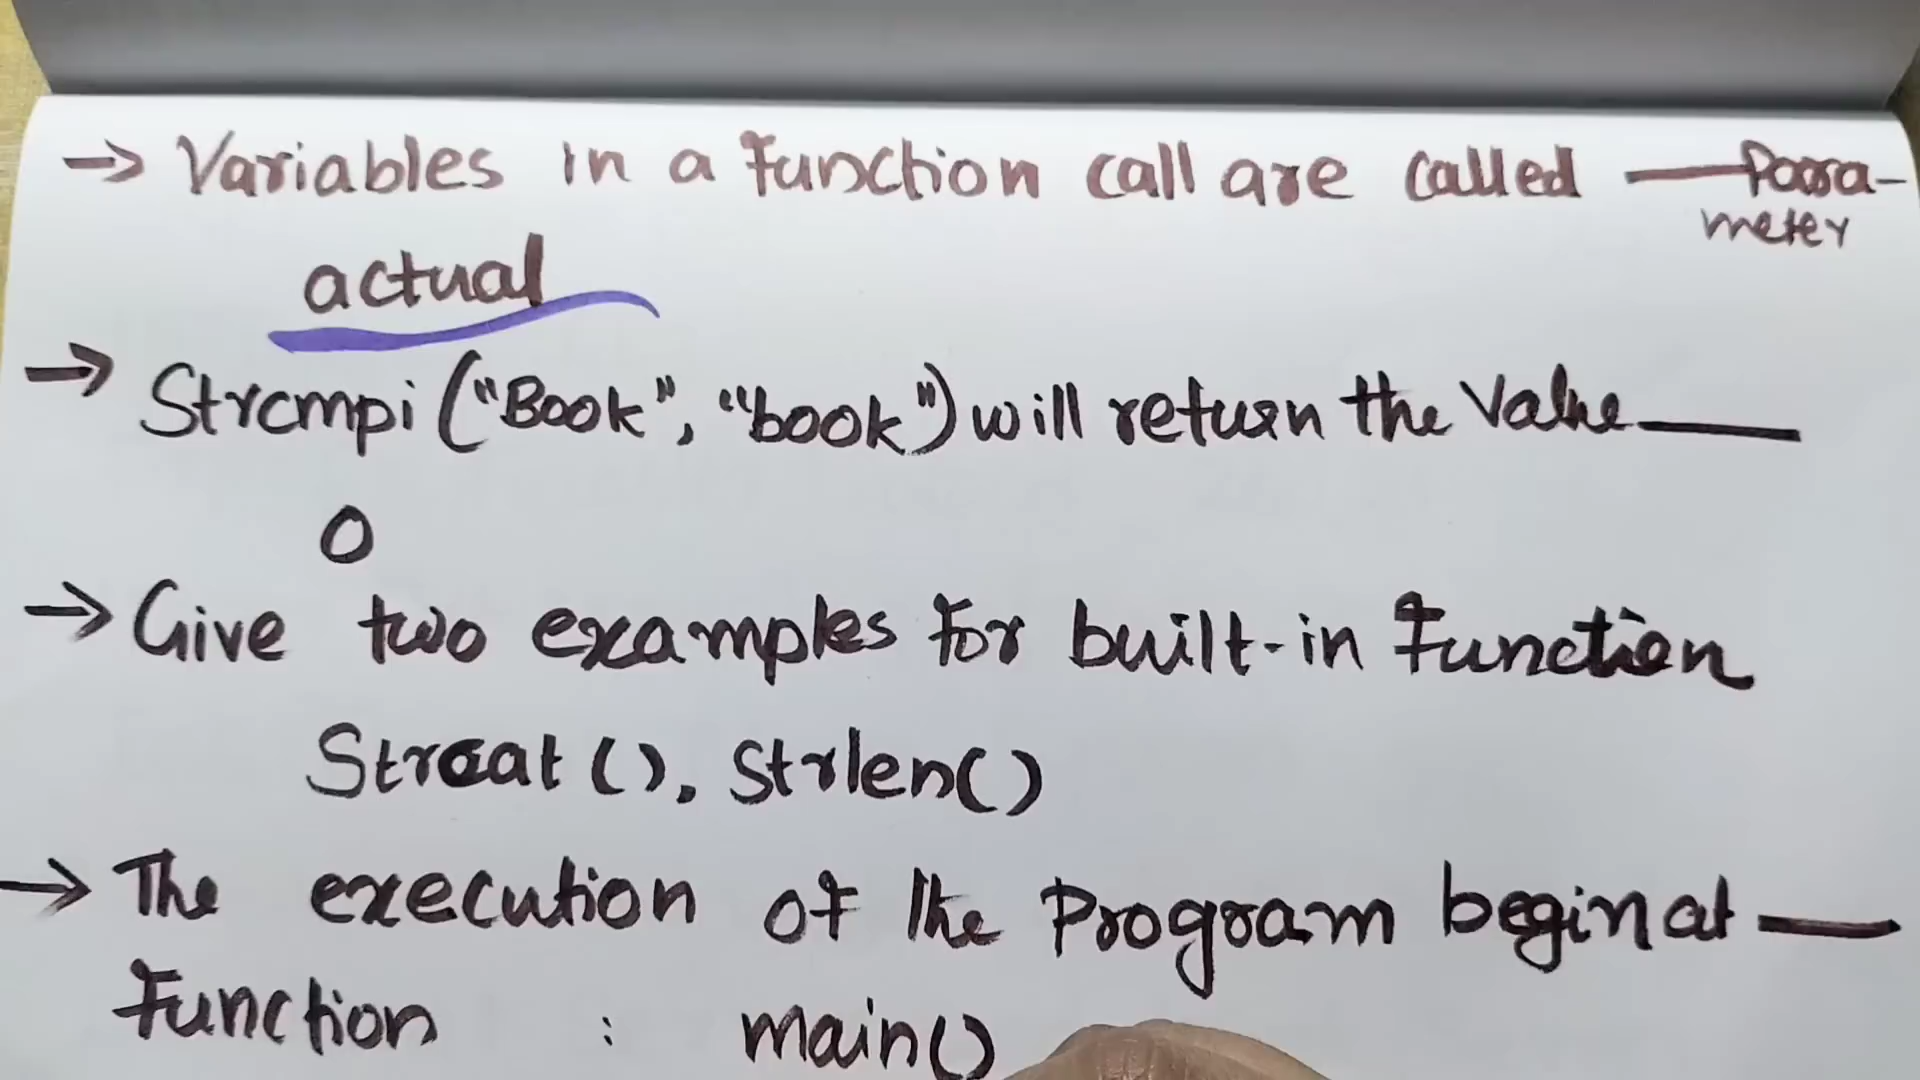 → Variables in a function call are called — Para-
meter
actual
→ Strcmpi ("Book", "book") will return the Value —
0
→ Give two examples for built-in function
Strcat (), Strlen()
→ The execution of the Program begin at —
function : main()